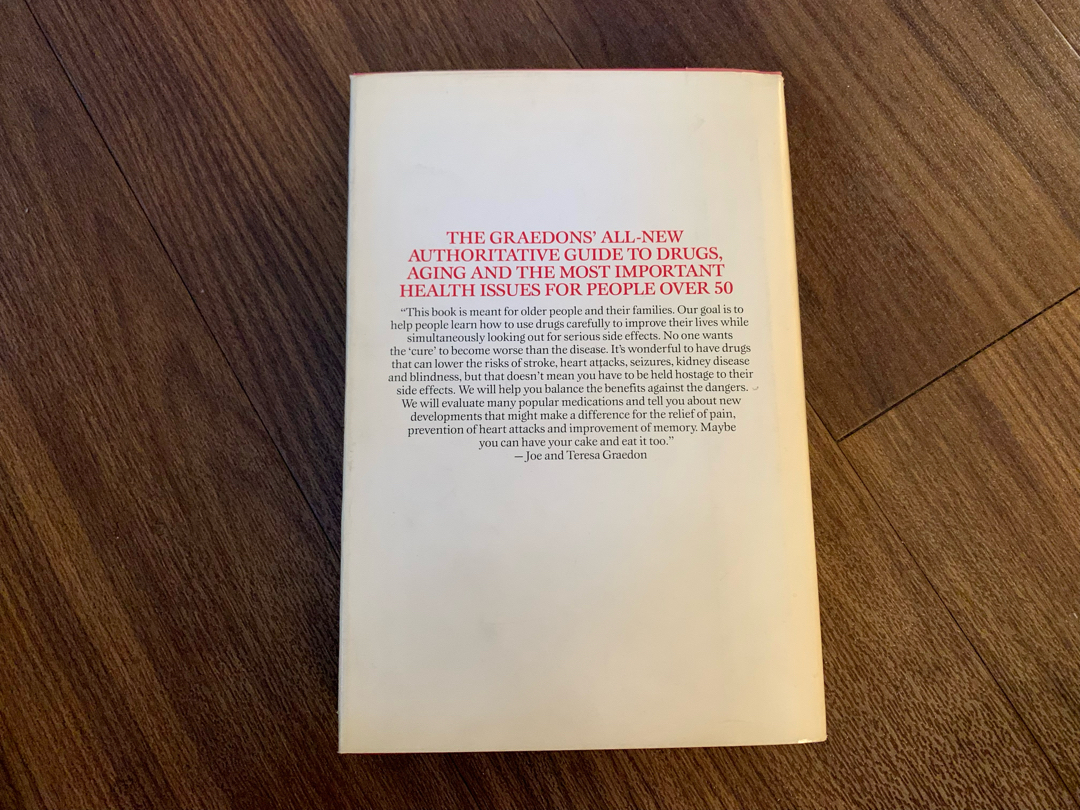 THE GRAEDONS’ ALL-NEW
AUTHORITATIVE GUIDE TO DRUGS,
AGING AND THE MOST IMPORTANT
HEALTH ISSUES FOR PEOPLE OVER 50
“This book is meant for older people and their families. Our goal is to
help people learn how to use drugs carefully to improve their lives while
simultaneously looking out for serious side effects. No one wants
the ‘cure’ to become worse than the disease. It’s wonderful to have drugs
that can lower the risks of stroke, heart attacks, seizures, kidney disease
and blindness, but that doesn’t mean you have to be held hostage to their
side effects. We will help you balance the benefits against the dangers.
We will evaluate many popular medications and tell you about new
developments that might make a difference for the relief of pain,
prevention of heart attacks and improvement of memory. Maybe
you can have your cake and eat it too.”
—Joe and Teresa Graedon